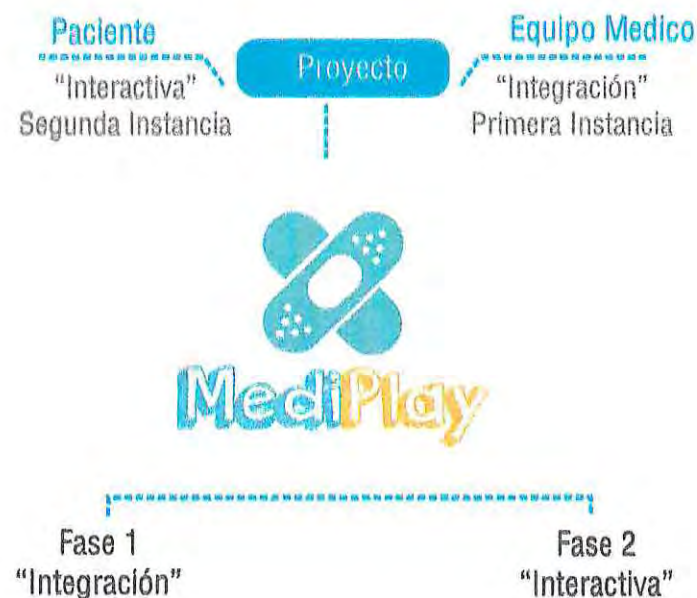 Paciente
"Interactiva"
Segunda Instancia
Proyecto
Equipo Medico
"Integración"
Primera Instancia
MediPlay
Fase 1
"Integración"
Fase 2
"Interactiva"